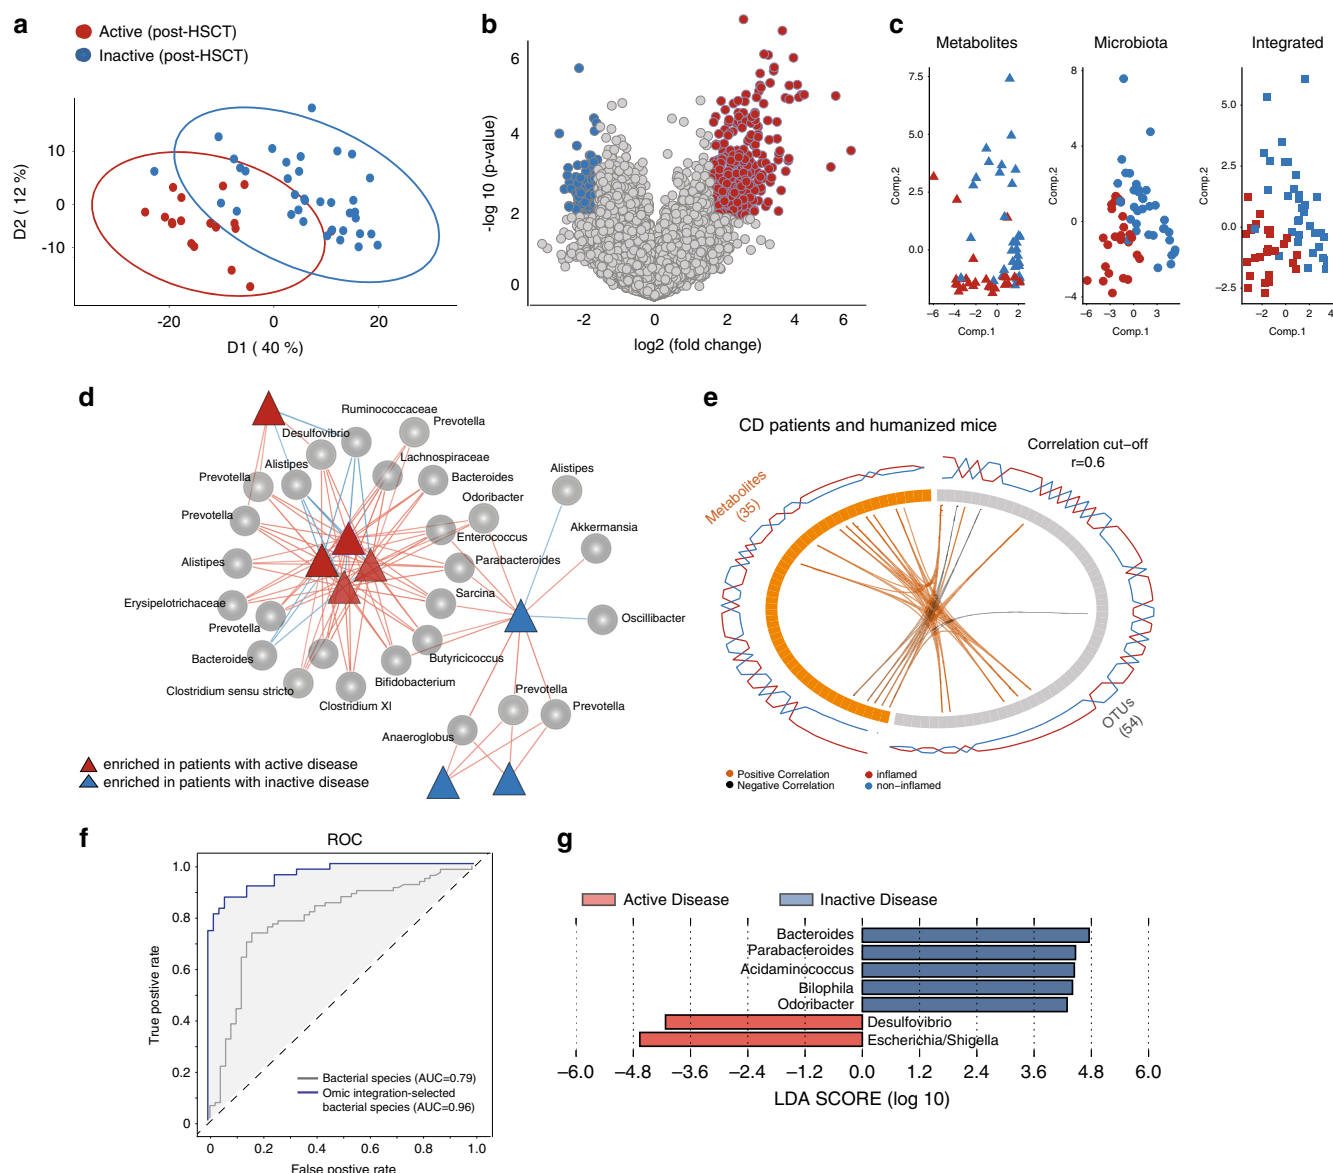 a
Active (post-HSCT)
Inactive (post-HSCT)
D2 ( 12 %)
10
0
-10
-20
0
20
D1 ( 40 %)
b
-log 10 (p-value)
6
4
2
0
-2
0
2
4
6
log2 (fold change)
c
Metabolites
Comp.2
7.5
5.0
2.5
0.0
−6
−4
−2
0
2
Comp.1
Microbiota
Comp.2
8
4
0
−4
−6
−3
0
3
Comp.1
Integrated
Comp.2
5.0
2.5
0.0
−2.5
−2
0
2
4
Comp.1
d
Ruminococcaceae
Prevotella
Desulfovibrio
Lachnospiraceae
Alistipes
Prevotella
Bacteroides
Alistipes
Odoribacter
Prevotella
Akkermansia
Enterococcus
Alistipes
Parabacteroides
Sarcina
Erysipelotrichaceae
Oscillibacter
Prevotella
Bacteroides
Butyricicoccus
Bifidobacterium
Clostridium sensu stricto
Clostridium XI
Prevotella
Prevotella
Anaeroglobus
enriched in patients with active disease
enriched in patients with inactive disease
e
CD patients and humanized mice
Correlation cut−off
r=0.6
Metabolites
(35)
OTUs
(54)
Positive Correlation
Negative Correlation
inflamed
non−inflamed
f
ROC
True postive rate
1.0
0.8
0.6
0.4
0.2
0
Bacterial species (AUC=0.79)
Omic integration-selected
bacterial species (AUC=0.96)
0
0.2
0.4
0.6
0.8
1.0
False postive rate
g
Active Disease
Inactive Disease
Bacteroides
Parabacteroides
Acidaminococcus
Bilophila
Odoribacter
Desulfovibrio
Escherichia/Shigella
−6.0 −4.8 −3.6 −2.4 −1.2 0.0 1.2 2.4 3.6 4.8 6.0
LDA SCORE (log 10)